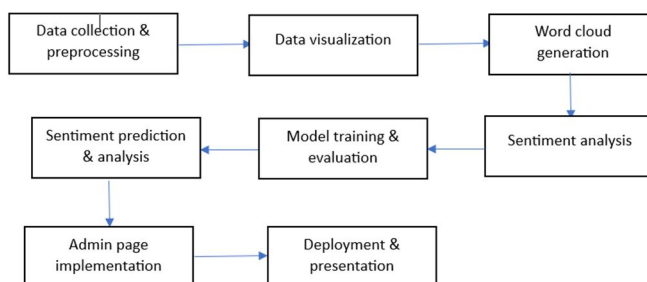 Data collection &
preprocessing
Data visualization
Word cloud
generation
Sentiment analysis
Model training &
evaluation
Sentiment prediction
& analysis
Admin page
implementation
Deployment &
presentation